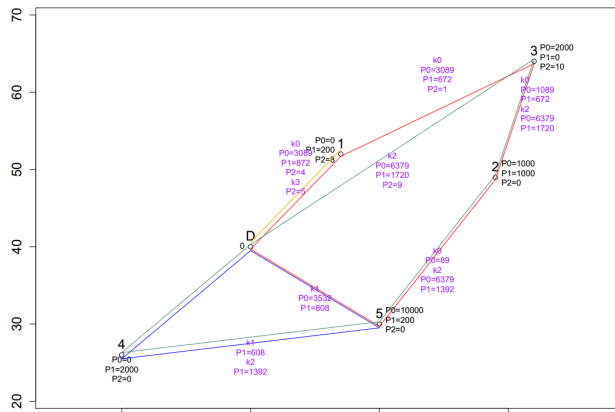 70
60
50
40
30
20
3
P0=2000
P1=0
P2=10
k0
P0=3089
P1=672
P2=1
k0
P0=1089
P1=672
k2
P0=6379
P1=1720
1
P0=0
P1=200
P2=8
k0
P0=3089
P1=872
P2=4
k3
P2=5
k2
P0=6379
P1=1720
P2=9
2
P0=1000
P1=1000
P2=0
D
0
k0
P0=89
k2
P0=6379
P1=1392
k1
P0=3532
P1=808
5
P0=10000
P1=200
P2=0
4
P0=0
P1=2000
P2=0
k1
P1=608
k2
P1=1392